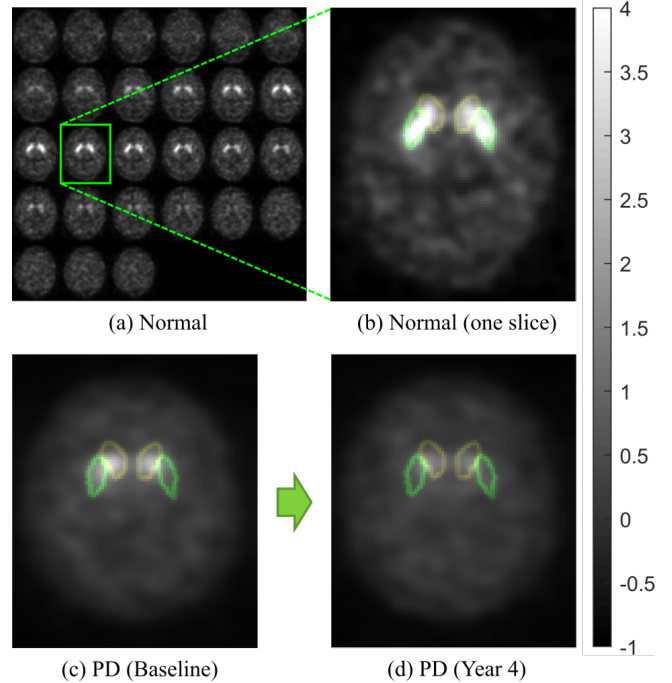 4
3.5
3
2.5
2
1.5
1
0.5
0
-0.5
-1
(a) Normal
(b) Normal (one slice)
(c) PD (Baseline)
(d) PD (Year 4)